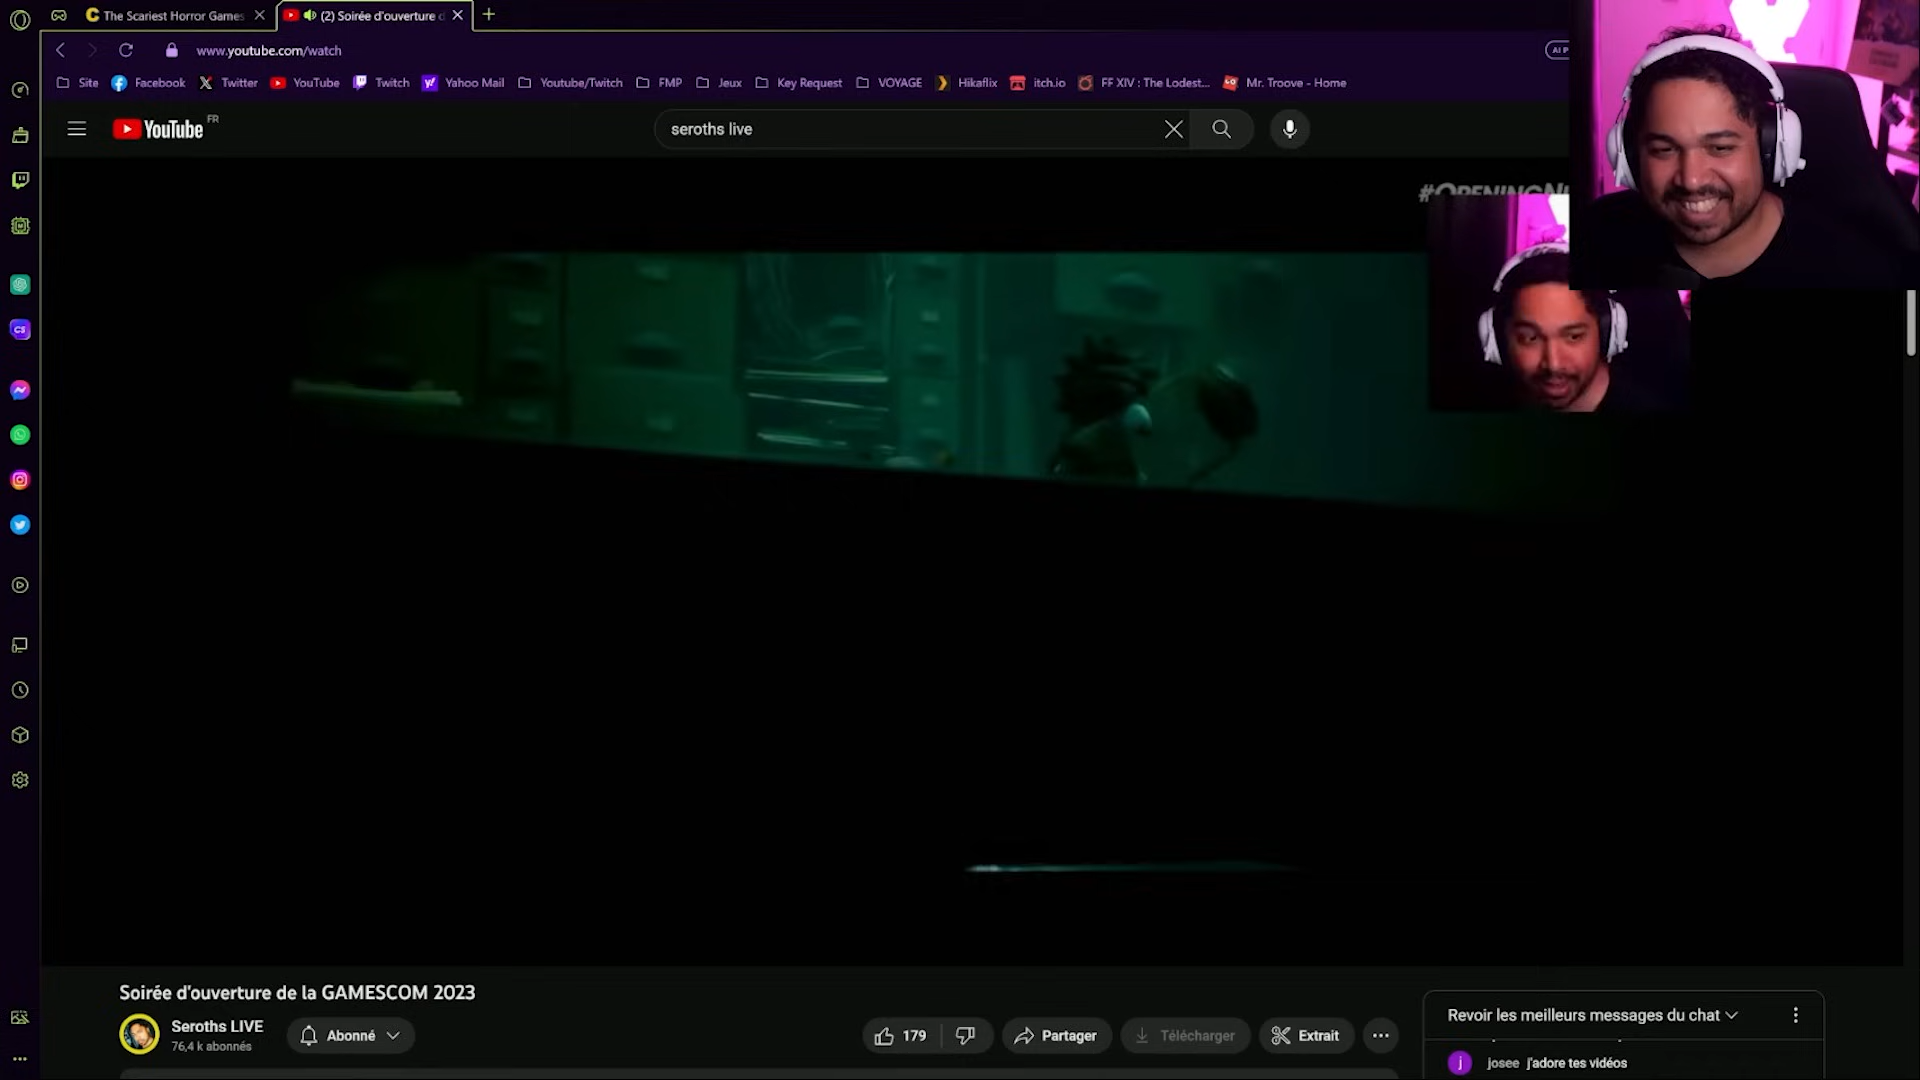 The Scariest Horror Games
(2) Soirée d'ouverture d
www.youtube.com/watch
AI P
Site
Facebook
Twitter
YouTube
Twitch
Yahoo Mail
Youtube/Twitch
FMP
Jeux
Key Request
VOYAGE
Hikaflix
itch.io
FF XIV : The Lodest...
Mr. Troove - Home
YouTube FR
seroths live
#OPENINGN
CS
Soirée d'ouverture de la GAMESCOM 2023
Seroths LIVE
76,4 k abonnés
Abonné
179
Partager
Télécharger
Extrait
Revoir les meilleurs messages du chat
j josee j'adore tes vidéos